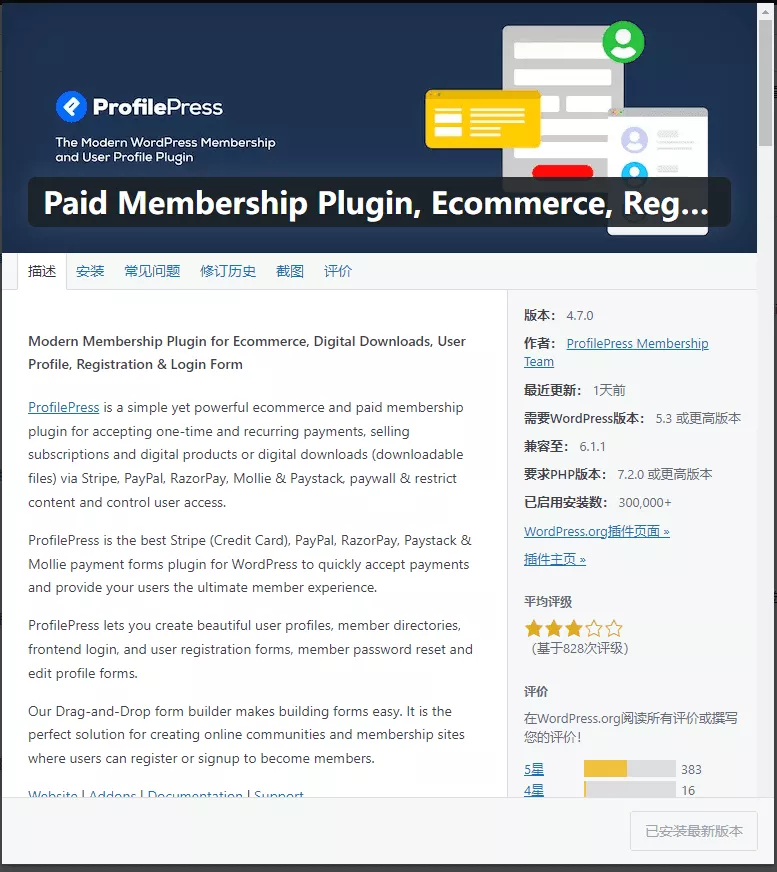 ProfilePress
The Modern WordPress Membership
and User Profile Plugin
Paid Membership Plugin, Ecommerce, Reg...
描述 安装 常见问题 修订历史 截图 评价
Modern Membership Plugin for Ecommerce, Digital Downloads, User
Profile, Registration & Login Form
ProfilePress is a simple yet powerful ecommerce and paid membership
plugin for accepting one-time and recurring payments, selling
subscriptions and digital products or digital downloads (downloadable
files) via Stripe, PayPal, RazorPay, Mollie & Paystack, paywall & restrict
content and control user access.
ProfilePress is the best Stripe (Credit Card), PayPal, RazorPay, Paystack &
Mollie payment forms plugin for WordPress to quickly accept payments
and provide your users the ultimate member experience.
ProfilePress lets you create beautiful user profiles, member directories,
frontend login, and user registration forms, member password reset and
edit profile forms.
Our Drag-and-Drop form builder makes building forms easy. It is the
perfect solution for creating online communities and membership sites
where users can register or signup to become members.
Website | Addons | Documentation | Support
版本： 4.7.0
作者： ProfilePress Membership
Team
最近更新： 1天前
需要WordPress版本： 5.3 或更高版本
兼容至： 6.1.1
要求PHP版本： 7.2.0 或更高版本
已启用安装数： 300,000+
WordPress.org插件页面 »
插件主页 »
平均评级
（基于828次评级）
评价
在WordPress.org阅读所有评价或撰写
您的评价！
5星 383
4星 16
已安装最新版本